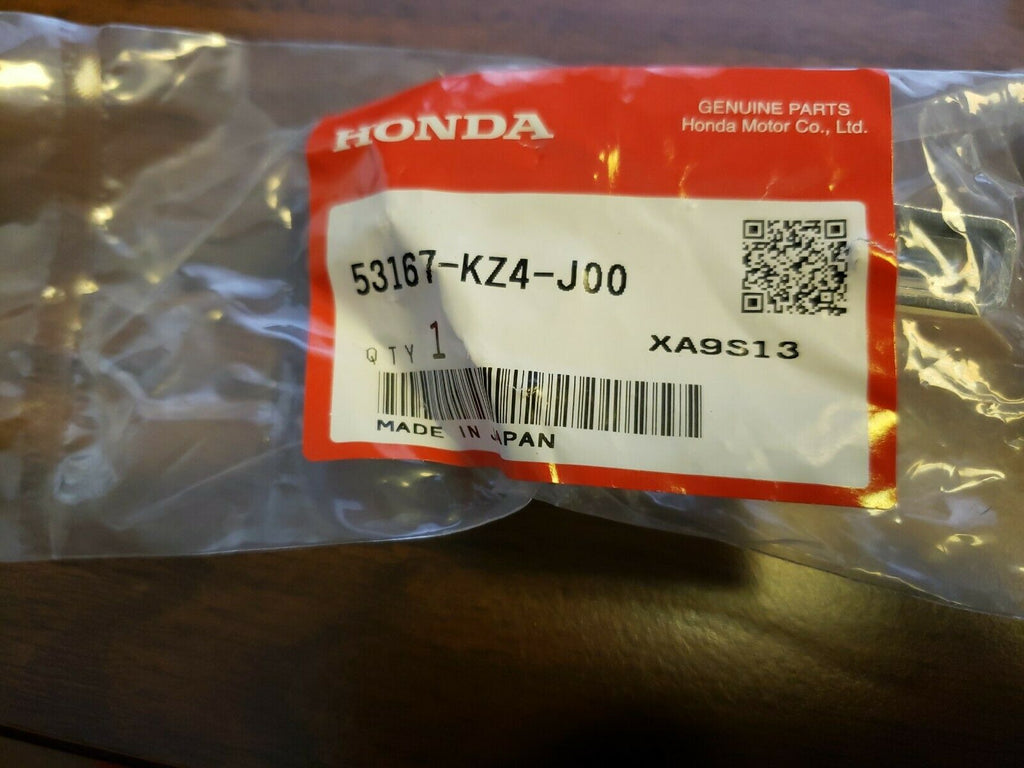 HONDA
GENUINE PARTS
Honda Motor Co., Ltd.
53167-KZ4-J00
QTY 1
XA9S13
MADE IN JAPAN